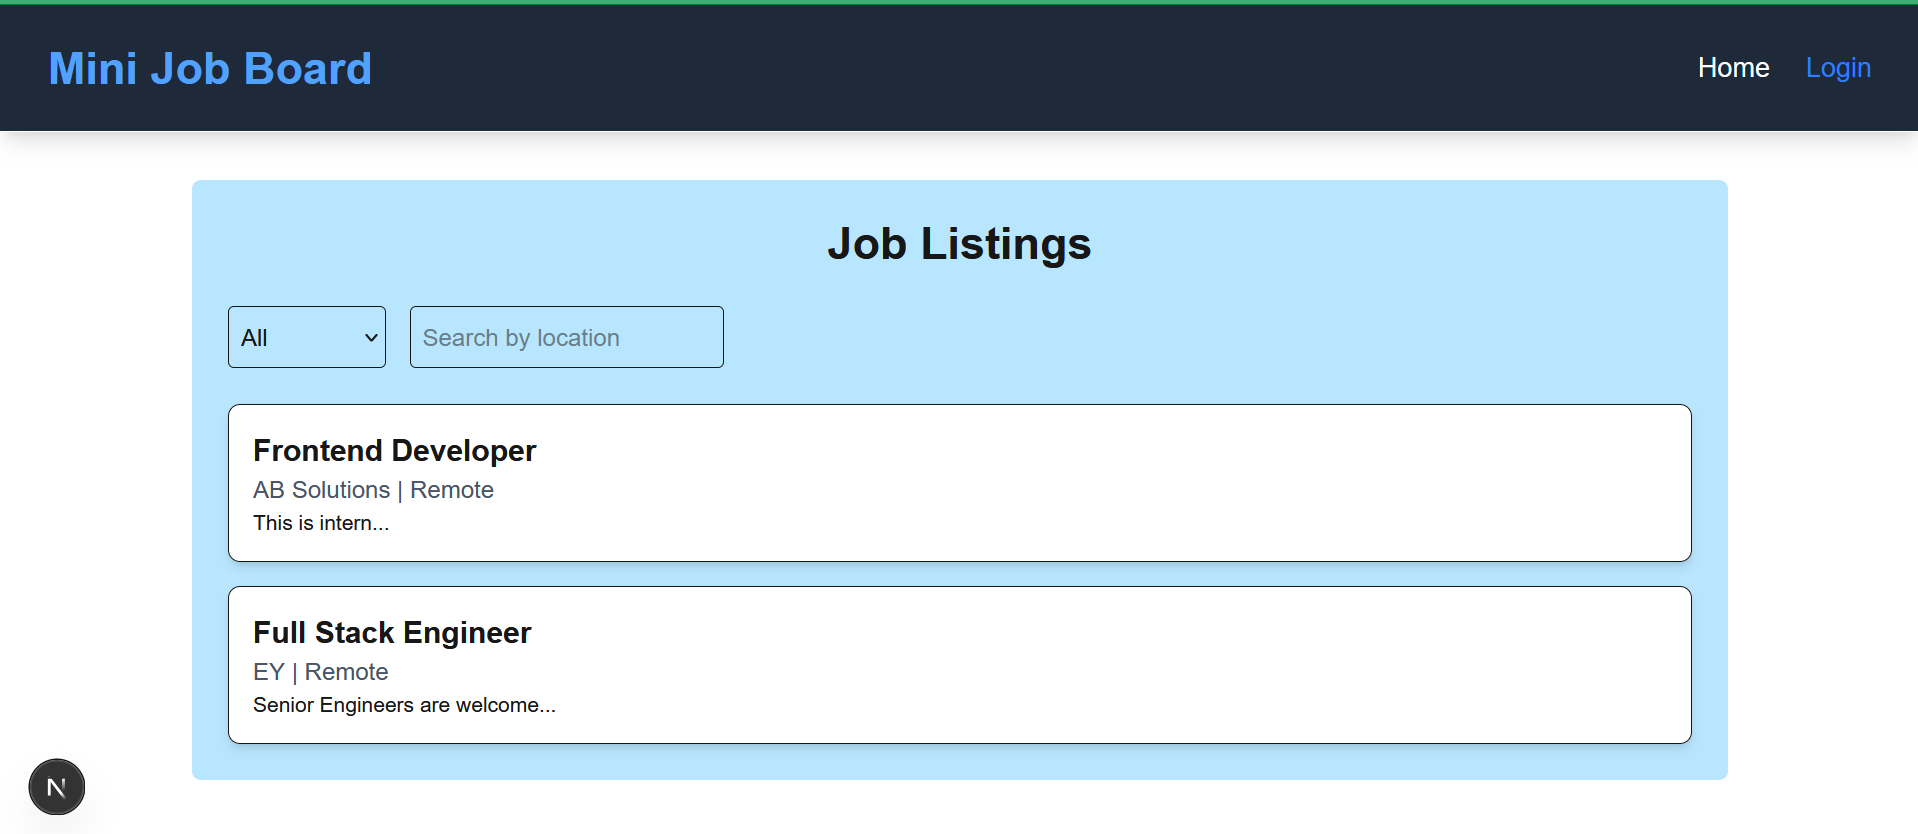 Mini Job Board
Home
Login
Job Listings
All
Search by location
Frontend Developer
AB Solutions | Remote
This is intern...
Full Stack Engineer
EY | Remote
Senior Engineers are welcome...
N